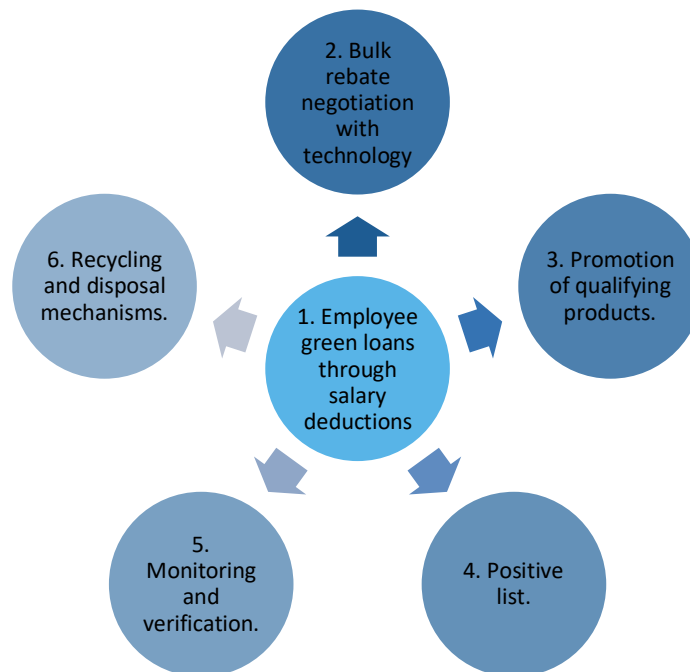 1. Employee
green loans
through
salary
deductions
2. Bulk
rebate
negotiation
with
technology
3. Promotion
of qualifying
products.
4. Positive
list.
5.
Monitoring
and
verification.
6. Recycling
and disposal
mechanisms.